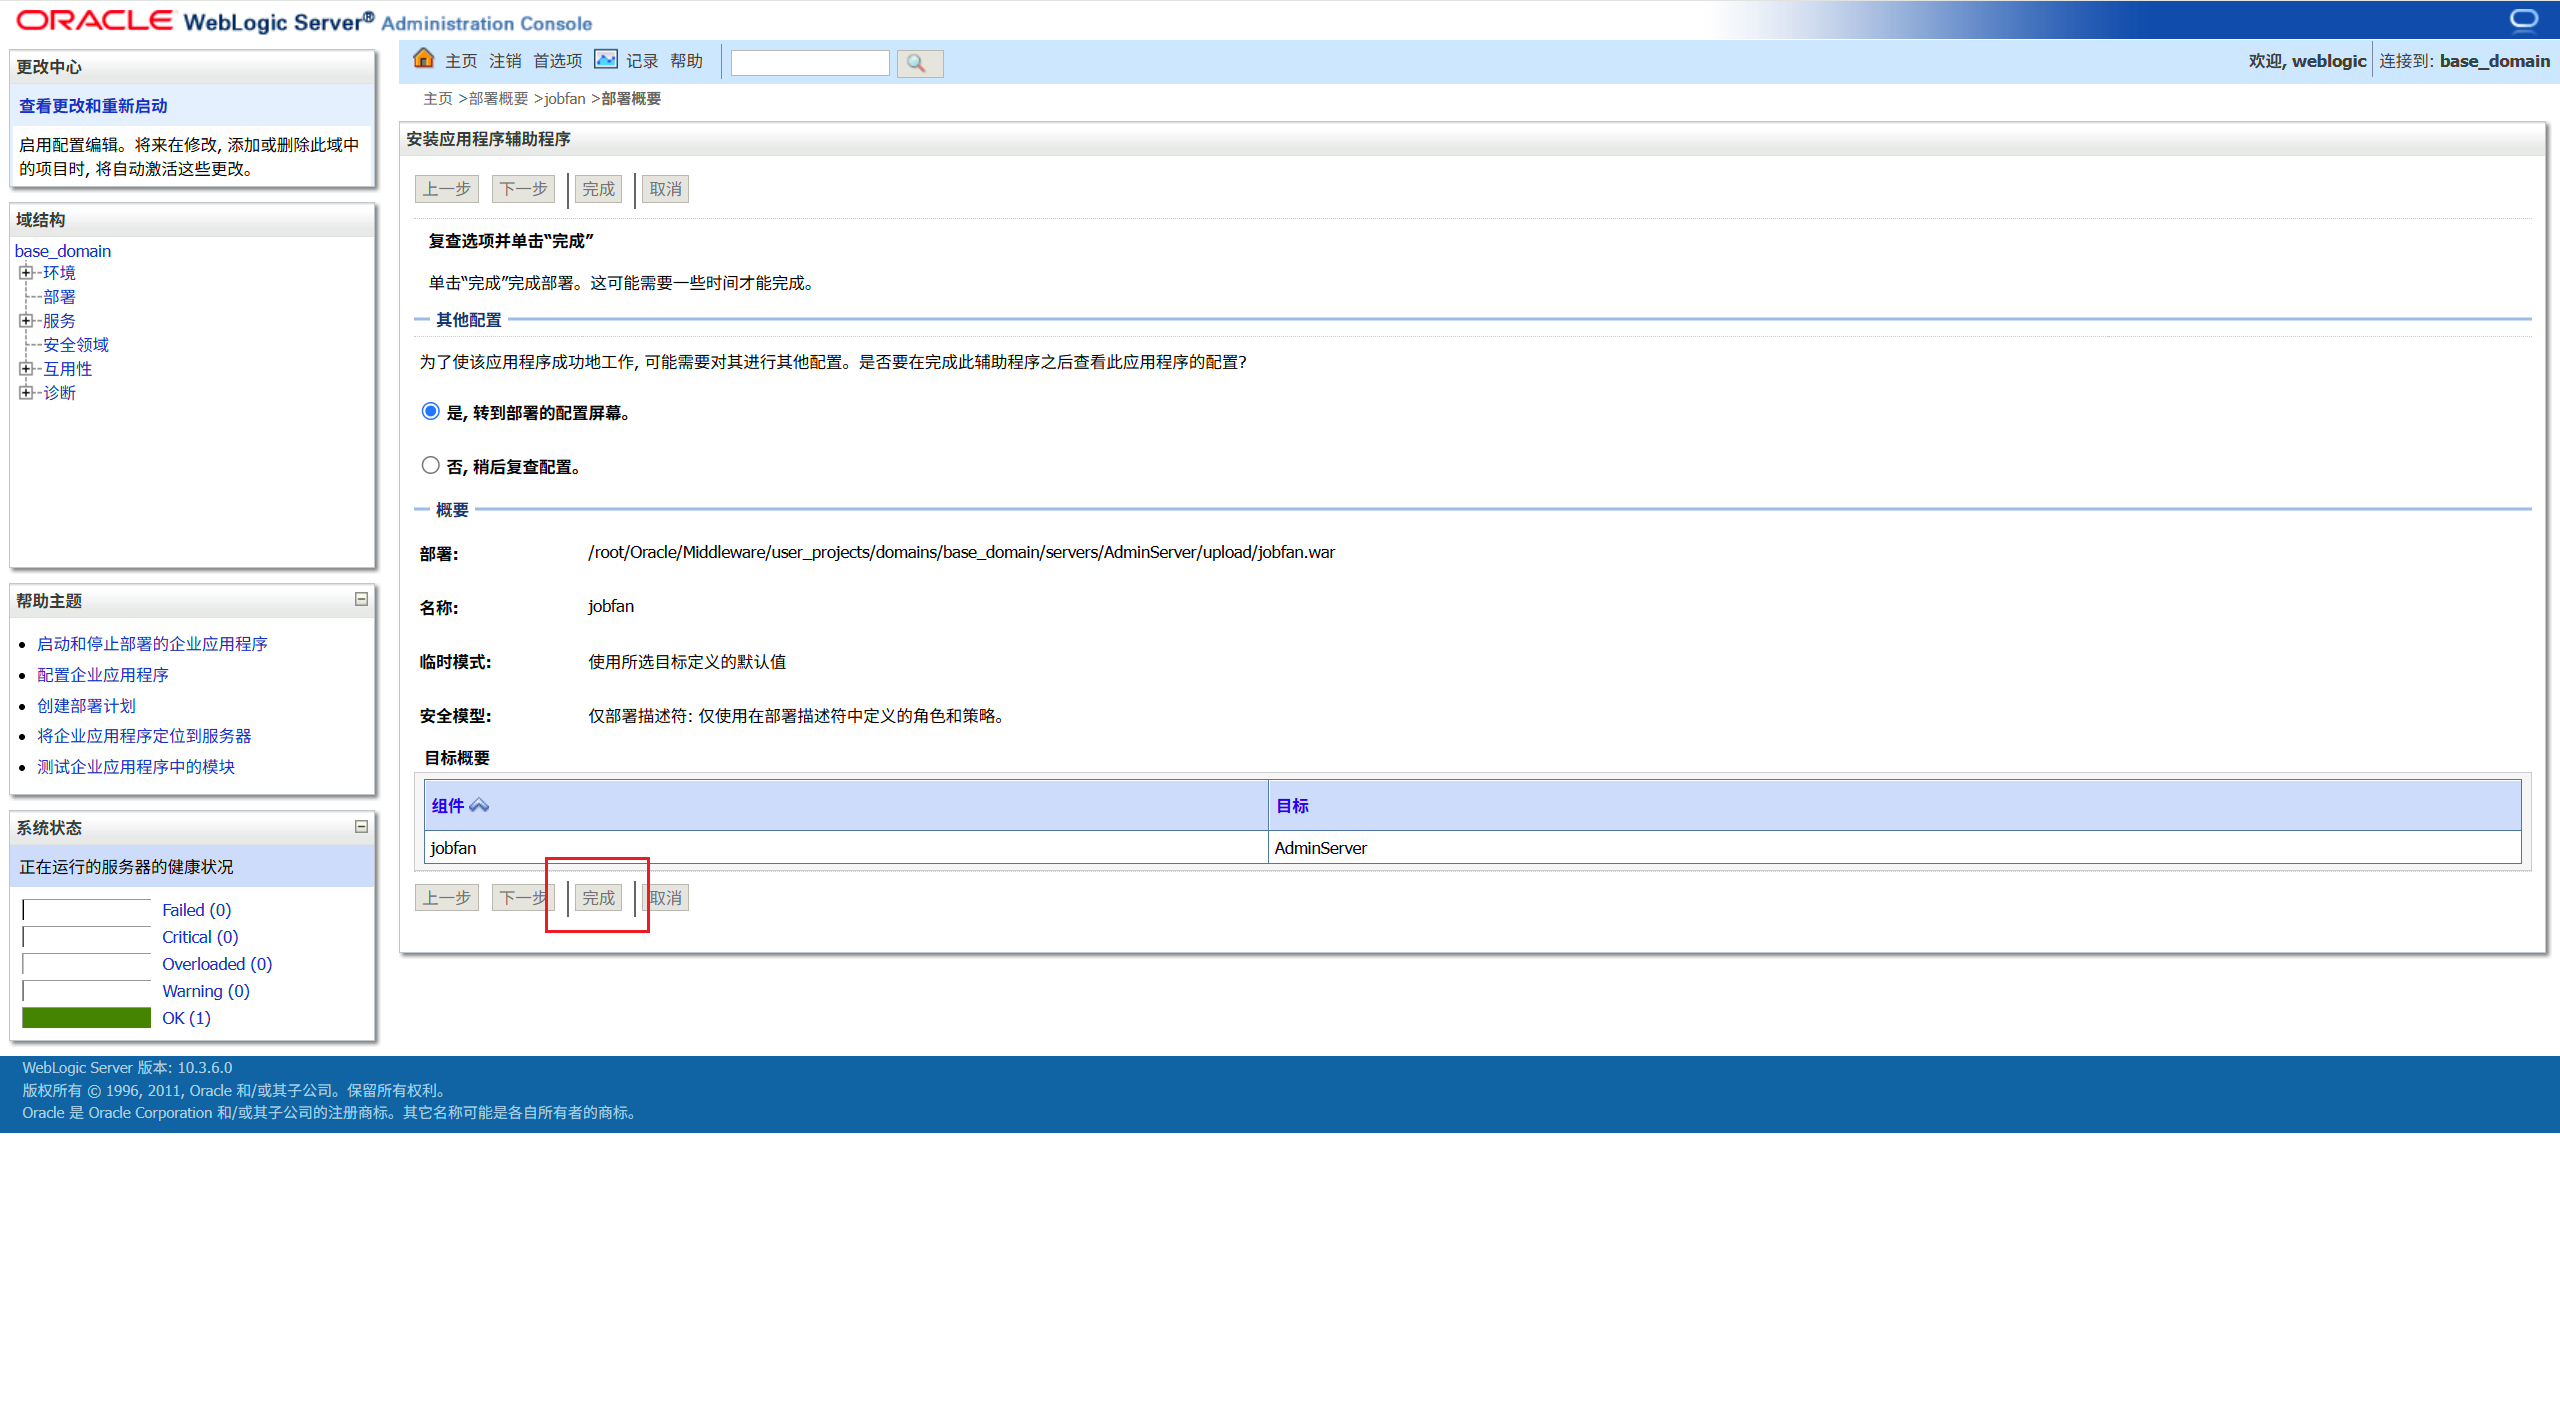 ORACLE WebLogic Server® Administration Console
更改中心
查看更改和重新启动
启用配置编辑。将来在修改, 添加或删除此域中
的项目时, 将自动激活这些更改。
域结构
base_domain
环境
部署
服务
安全领域
互用性
诊断
帮助主题
启动和停止部署的企业应用程序
配置企业应用程序
创建部署计划
将企业应用程序定位到服务器
测试企业应用程序中的模块
系统状态
正在运行的服务器的健康状况
Failed (0)
Critical (0)
Overloaded (0)
Warning (0)
OK (1)
主页 注销 首选项 记录 帮助
欢迎, weblogic 连接到: base_domain
主页 >部署概要 >jobfan >部署概要
安装应用程序辅助程序
上一步 下一步 完成 取消
复查选项并单击“完成”
单击“完成”完成部署。这可能需要一些时间才能完成。
其他配置
为了使该应用程序成功地工作, 可能需要对其进行其他配置。是否要在完成此辅助程序之后查看此应用程序的配置?
是, 转到部署的配置屏幕。
否, 稍后复查配置。
概要
部署: /root/Oracle/Middleware/user_projects/domains/base_domain/servers/AdminServer/upload/jobfan.war
名称: jobfan
临时模式: 使用所选目标定义的默认值
安全模型: 仅部署描述符: 仅使用在部署描述符中定义的角色和策略。
目标概要
组件 目标
jobfan AdminServer
上一步 下一步 完成 取消
WebLogic Server 版本: 10.3.6.0
版权所有 © 1996, 2011, Oracle 和/或其子公司。保留所有权利。
Oracle 是 Oracle Corporation 和/或其子公司的注册商标。其它名称可能是各自所有者的商标。